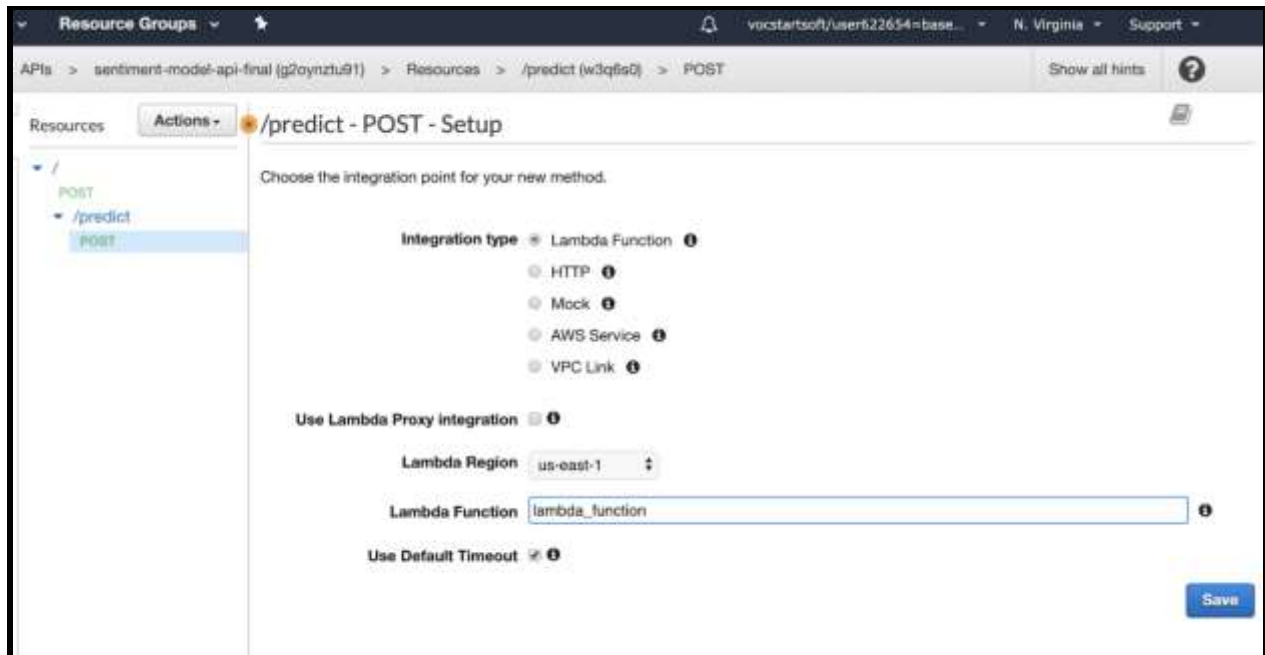 Resource Groups
vocstartsoft/user622654=base...
N. Virginia
Support
APIs > sentiment-model-api-final (g2oynztu91) > Resources > /predict (w3q6s0) > POST
Show all hints
Resources
Actions
/predict - POST - Setup
/
POST
/predict
POST
Choose the integration point for your new method.
Integration type
Lambda Function
HTTP
Mock
AWS Service
VPC Link
Use Lambda Proxy integration
Lambda Region
us-east-1
Lambda Function
lambda_function
Use Default Timeout
Save